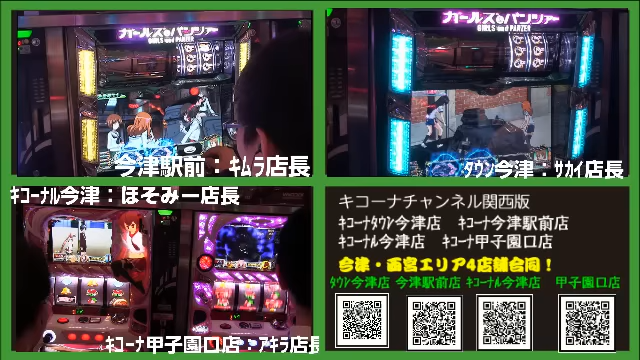 ガールズ&パンツァー
GIRLS und PANZER
今津駅前：ｷﾑﾗ店長
ガールズ&パンツァー
GIRLS und PANZER
ﾀｳﾝ今津：ｻｶｲ店長
ｷｺｰﾅﾙ今津：ほそみー店長
ｷｺｰﾅ甲子園口店：ｱｷﾗ店長
キコーナチャンネル関西版
ｷｺｰﾅﾀｳﾝ今津店　ｷｺｰﾅ今津駅前店
ｷｺｰﾅﾙ今津店　ｷｺｰﾅ甲子園口店
今津・西宮エリア4店舗合同！
ﾀｳﾝ今津店 今津駅前店 ｷｺｰﾅﾙ今津店　甲子園口店